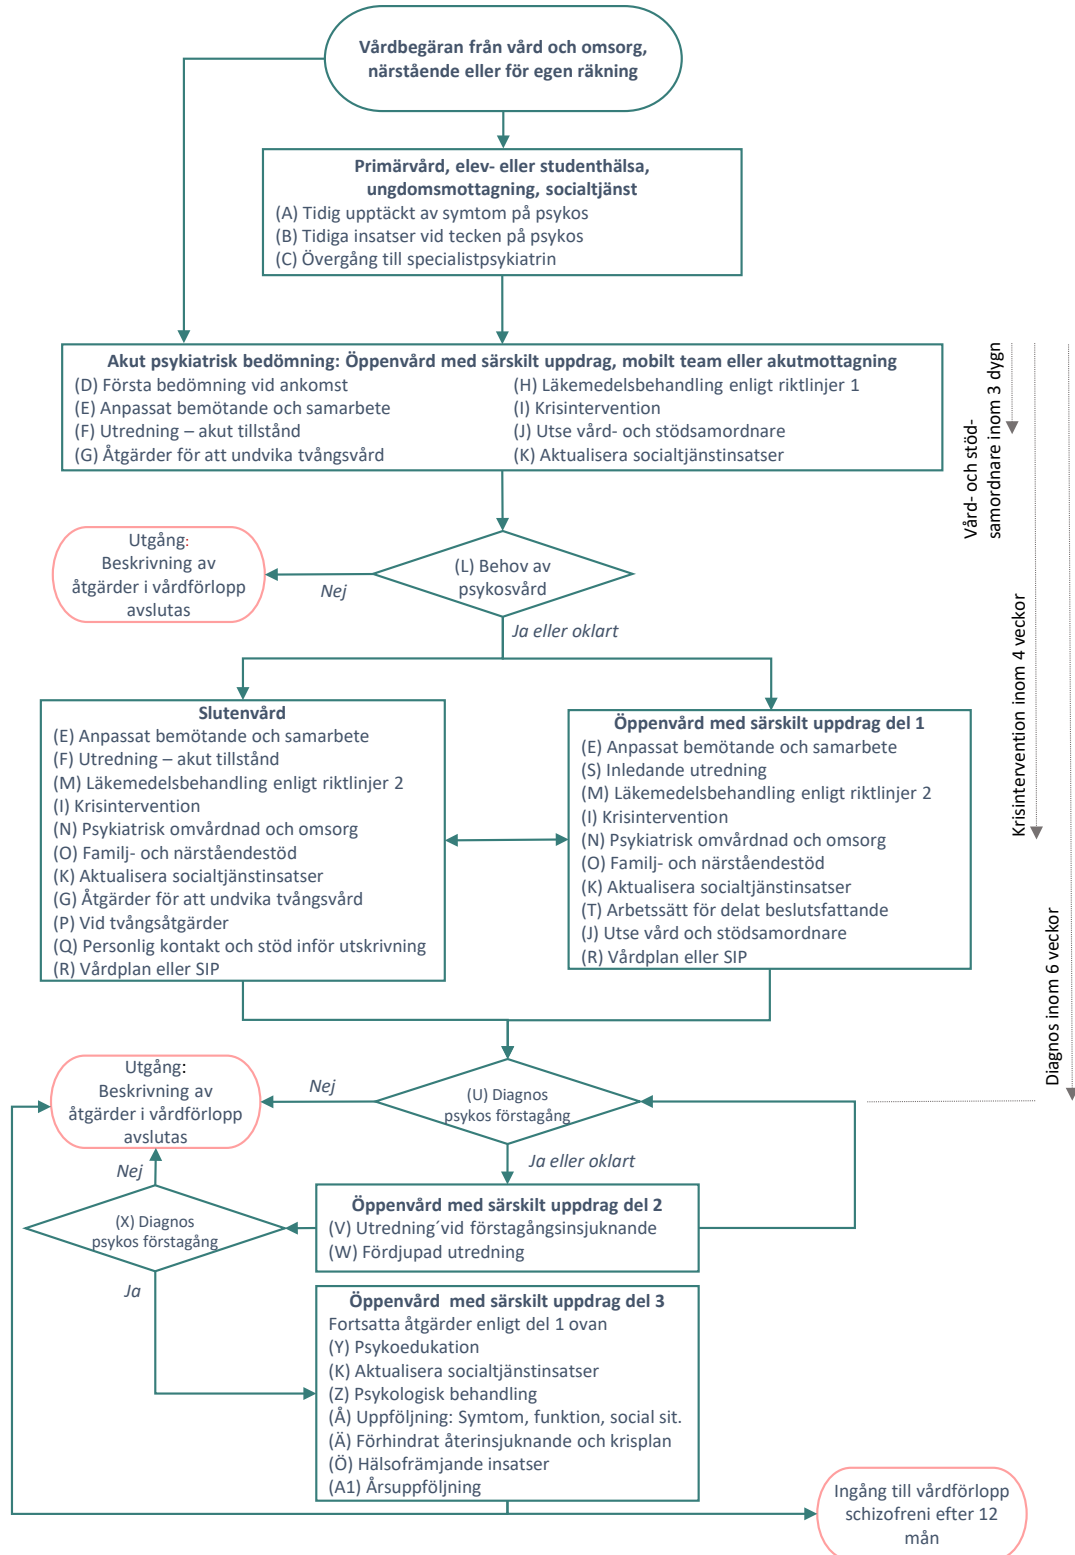 Vårdbegäran från vård och omsorg,
närstående eller för egen räkning
Primärvård, elev- eller studenthälsa,
ungdomsmottagning, socialtjänst
(A) Tidig upptäckt av symtom på psykos
(B) Tidiga insatser vid tecken på psykos
(C) Övergång till specialistpsykiatrin
Akut psykiatrisk bedömning: Öppenvård med särskilt uppdrag, mobilt team eller akutmottagning
(D) Första bedömning vid ankomst
(E) Anpassat bemötande och samarbete
(F) Utredning – akut tillstånd
(G) Åtgärder för att undvika tvångsvård
(H) Läkemedelsbehandling enligt riktlinjer 1
(I) Krisintervention
(J) Utse vård- och stödsamordnare
(K) Aktualisera socialtjänstinsatser
Vård- och stöd-
samordnare inom 3 dygn
Utgång:
Beskrivning av
åtgärder i vårdförlopp
avslutas
Nej
(L) Behov av
psykosvård
Ja eller oklart
Krisintervention inom 4 veckor
Slutenvård
(E) Anpassat bemötande och samarbete
(F) Utredning – akut tillstånd
(M) Läkemedelsbehandling enligt riktlinjer 2
(I) Krisintervention
(N) Psykiatrisk omvårdnad och omsorg
(O) Familj- och närståendestöd
(K) Aktualisera socialtjänstinsatser
(G) Åtgärder för att undvika tvångsvård
(P) Vid tvångsåtgärder
(Q) Personlig kontakt och stöd inför utskrivning
(R) Vårdplan eller SIP
Öppenvård med särskilt uppdrag del 1
(E) Anpassat bemötande och samarbete
(S) Inledande utredning
(M) Läkemedelsbehandling enligt riktlinjer 2
(I) Krisintervention
(N) Psykiatrisk omvårdnad och omsorg
(O) Familj- och närståendestöd
(K) Aktualisera socialtjänstinsatser
(T) Arbetssätt för delat beslutsfattande
(J) Utse vård och stödsamordnare
(R) Vårdplan eller SIP
Diagnos inom 6 veckor
Utgång:
Beskrivning av
åtgärder i vårdförlopp
avslutas
Nej
(U) Diagnos
psykos förstagång
Ja eller oklart
Nej
(X) Diagnos
psykos förstagång
Ja
Öppenvård med särskilt uppdrag del 2
(V) Utredning´vid förstagångsinsjuknande
(W) Fördjupad utredning
Öppenvård  med särskilt uppdrag del 3
Fortsatta åtgärder enligt del 1 ovan
(Y) Psykoedukation
(K) Aktualisera socialtjänstinsatser
(Z) Psykologisk behandling
(Å) Uppföljning: Symtom, funktion, social sit.
(Ä) Förhindrat återinsjuknande och krisplan
(Ö) Hälsofrämjande insatser
(A1) Årsuppföljning
Ingång till vårdförlopp
schizofreni efter 12
mån